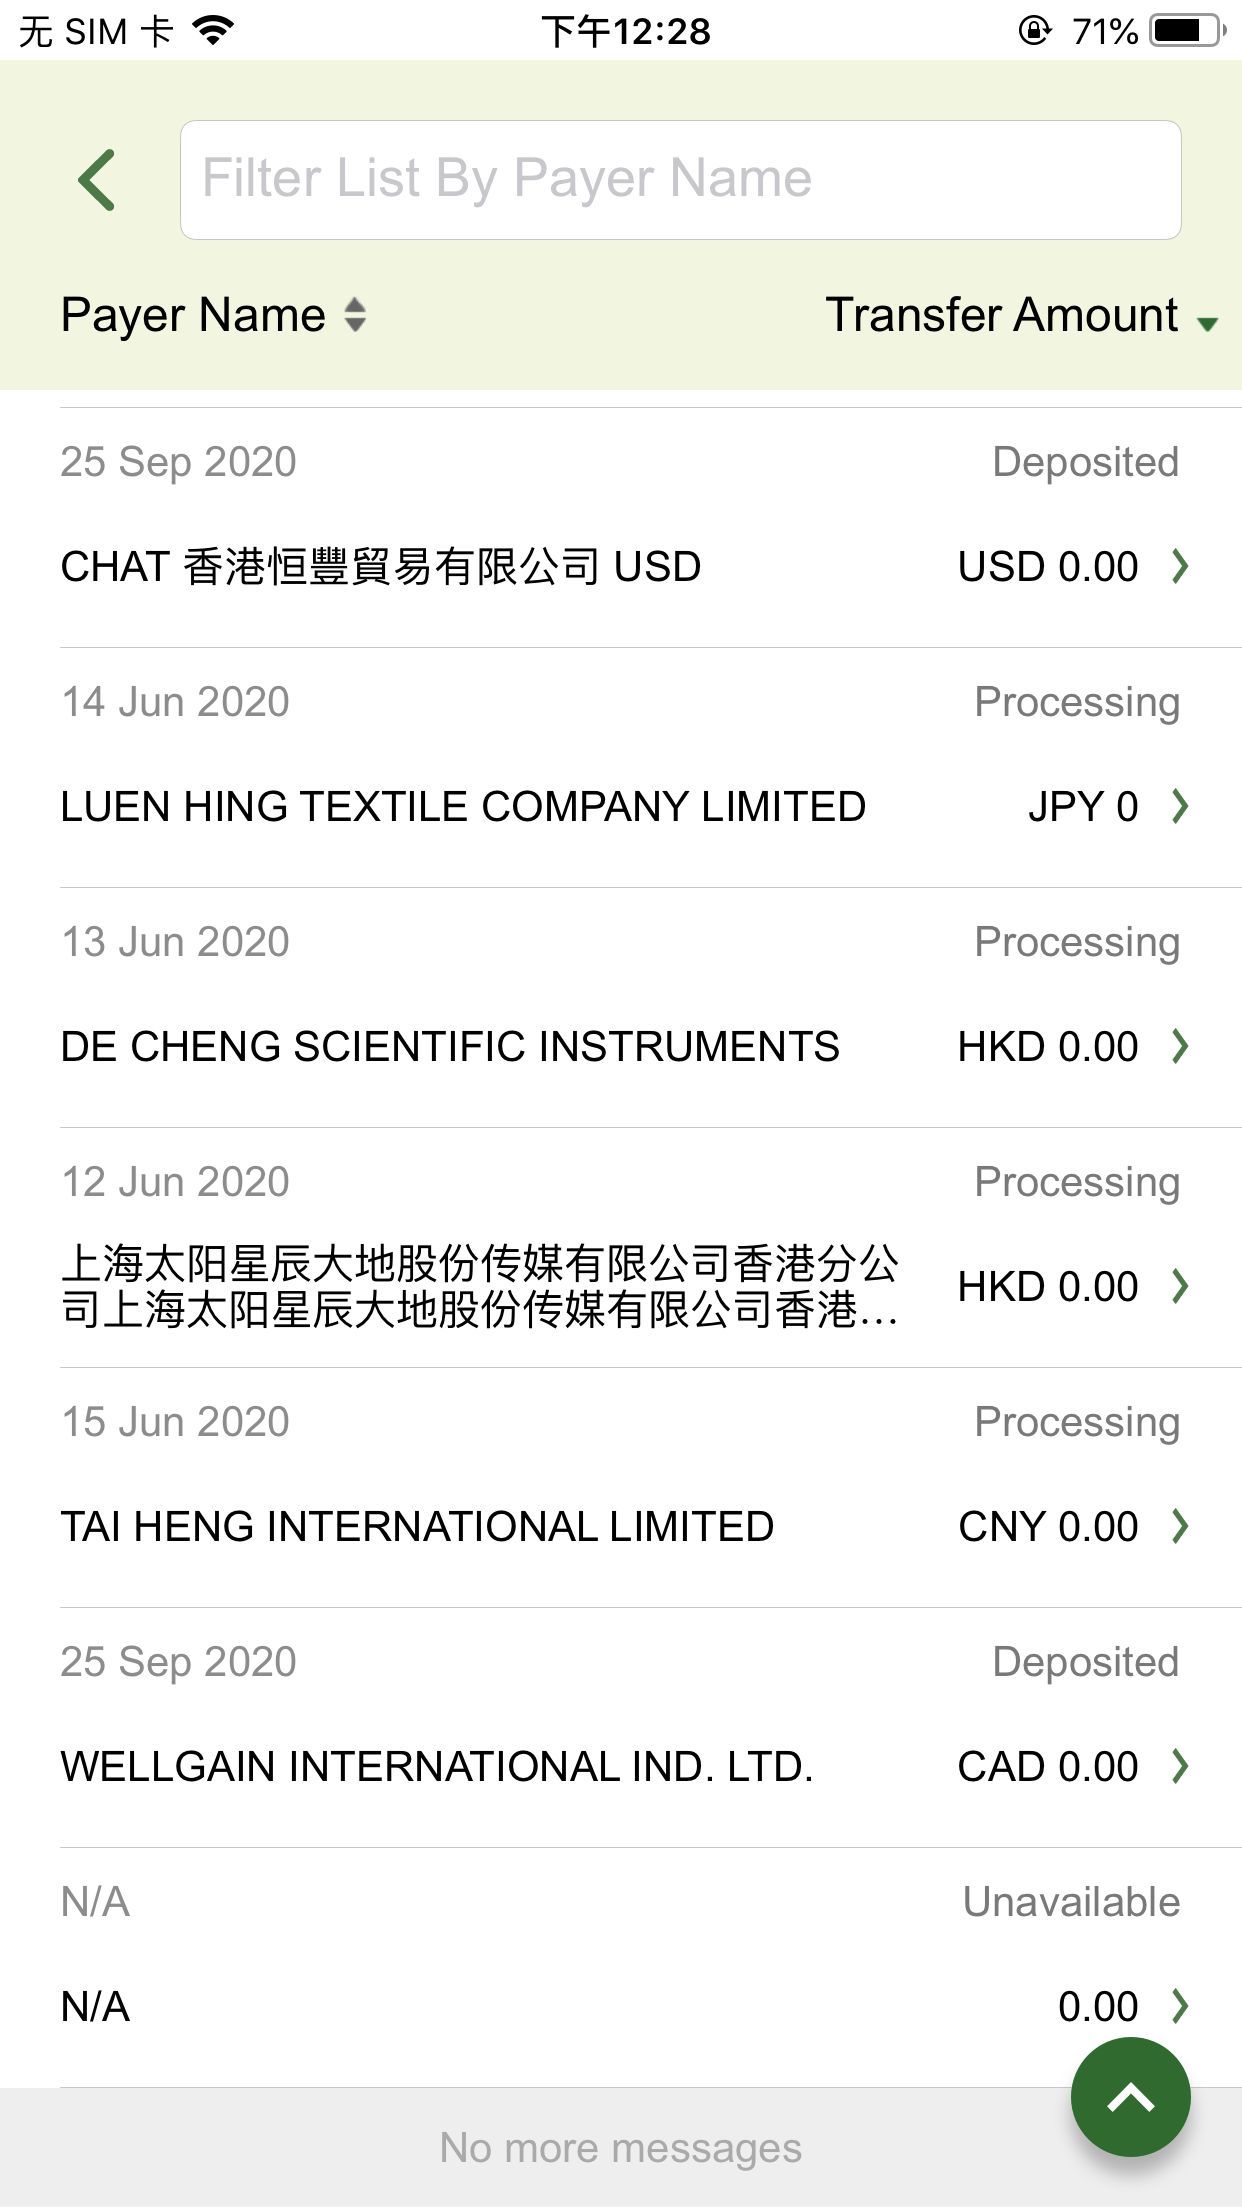 无 SIM 卡
下午12:28
71%
Filter List By Payer Name
Payer Name
Transfer Amount
25 Sep 2020
Deposited
CHAT 香港恒豐貿易有限公司 USD
USD 0.00
14 Jun 2020
Processing
LUEN HING TEXTILE COMPANY LIMITED
JPY 0
13 Jun 2020
Processing
DE CHENG SCIENTIFIC INSTRUMENTS
HKD 0.00
12 Jun 2020
Processing
上海太阳星辰大地股份传媒有限公司香港分公
司上海太阳星辰大地股份传媒有限公司香港...
HKD 0.00
15 Jun 2020
Processing
TAI HENG INTERNATIONAL LIMITED
CNY 0.00
25 Sep 2020
Deposited
WELLGAIN INTERNATIONAL IND. LTD.
CAD 0.00
N/A
Unavailable
N/A
0.00
No more messages